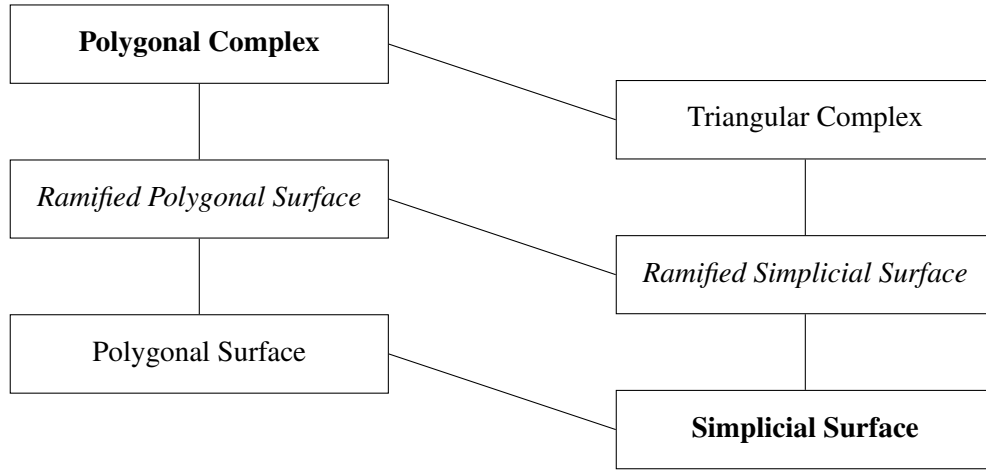 Polygonal Complex
Triangular Complex
Ramified Polygonal Surface
Ramified Simplicial Surface
Polygonal Surface
Simplicial Surface